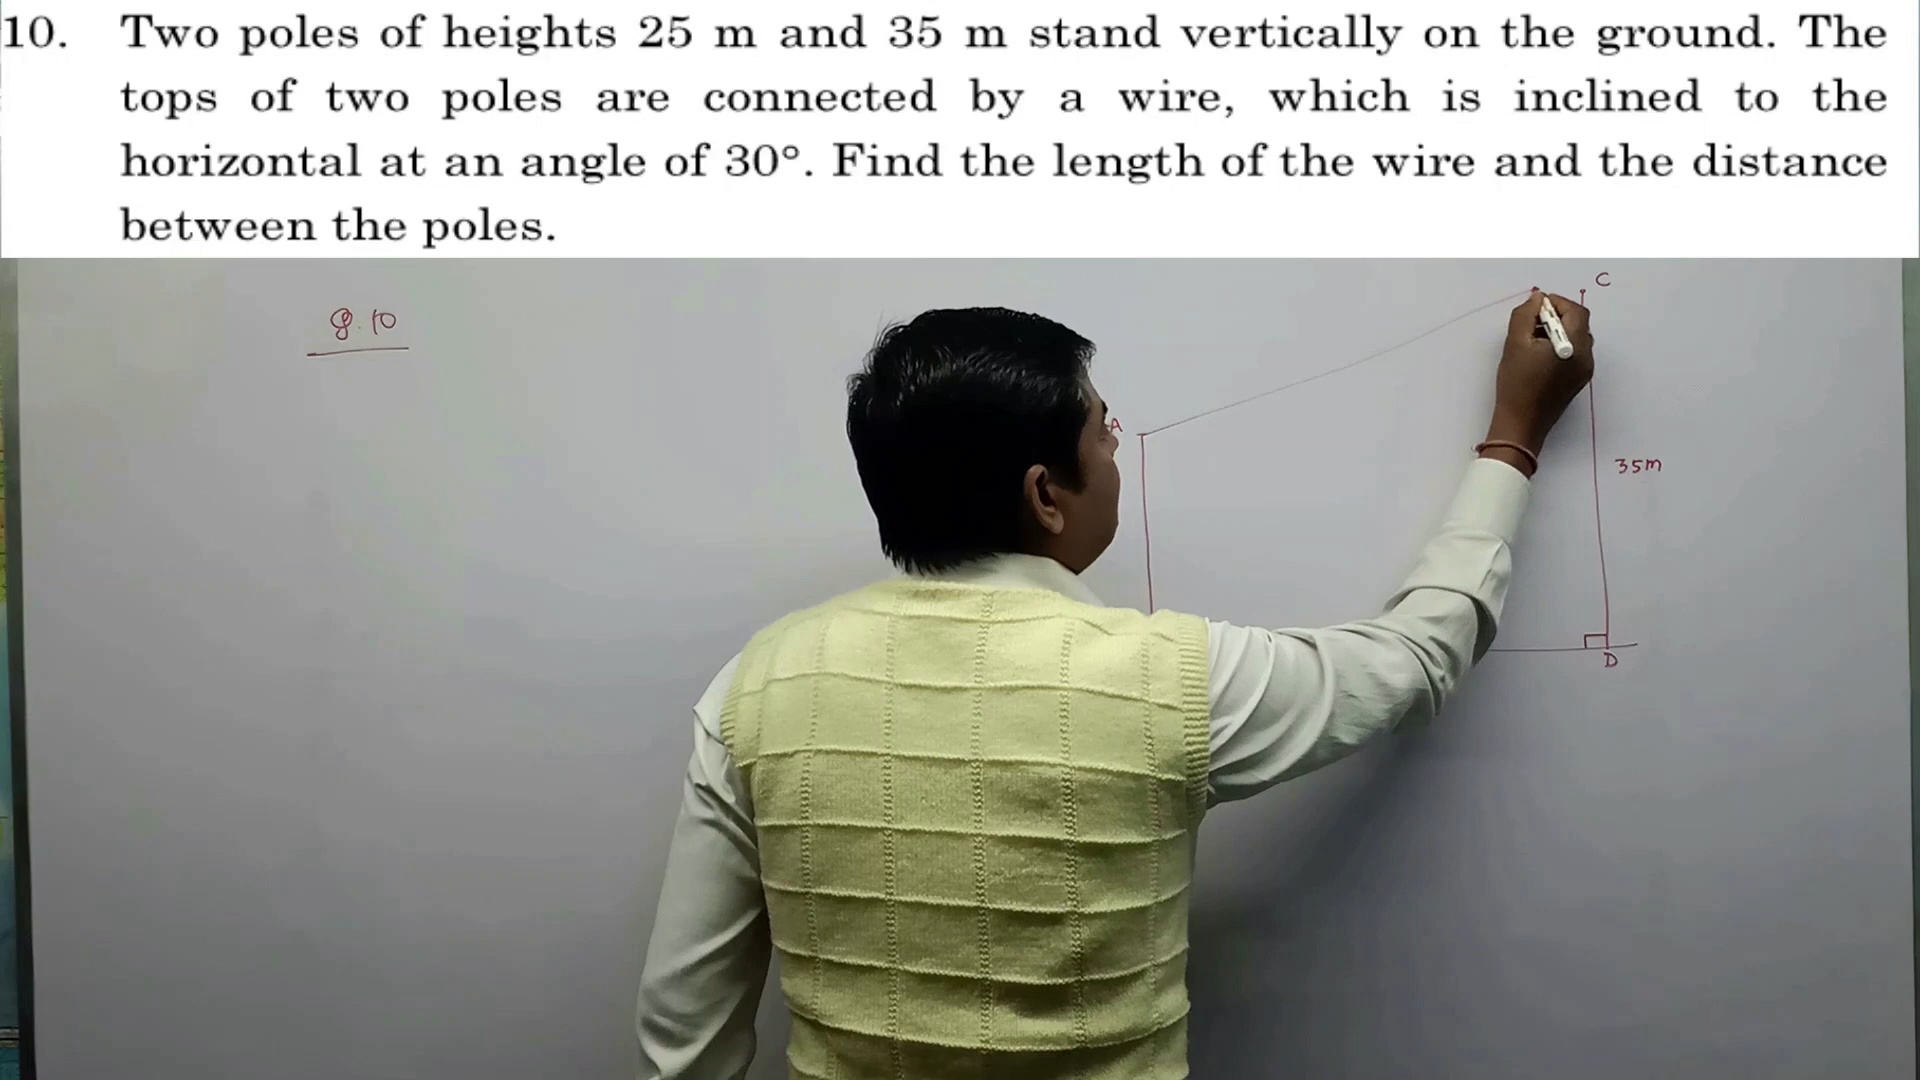 10. Two poles of heights 25 m and 35 m stand vertically on the ground. The
tops of two poles are connected by a wire, which is inclined to the
horizontal at an angle of 30°. Find the length of the wire and the distance
between the poles.
Q.10
C
A
35m
D